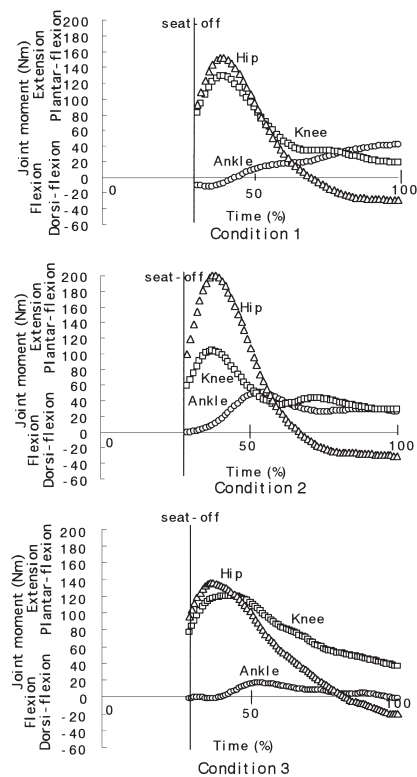 seat-off
200
180
160
140
120
100
80
60
40
20
0
-20
-40
-60
Joint moment (Nm)
Extension
Plantar-flexion
Flexion
Dorsi-flexion
Hip
Knee
Ankle
0
50
100
Time (%)
Condition 1
seat-off
200
180
160
140
120
100
80
60
40
20
0
-20
-40
-60
Joint moment (Nm)
Extension
Plantar-flexion
Flexion
Dorsi-flexion
Hip
Knee
Ankle
0
50
100
Time (%)
Condition 2
seat-off
200
180
160
140
120
100
80
60
40
20
0
-20
-40
-60
Joint moment (Nm)
Extension
Plantar-flexion
Flexion
Dorsi-flexion
Hip
Knee
Ankle
0
50
100
Time (%)
Condition 3